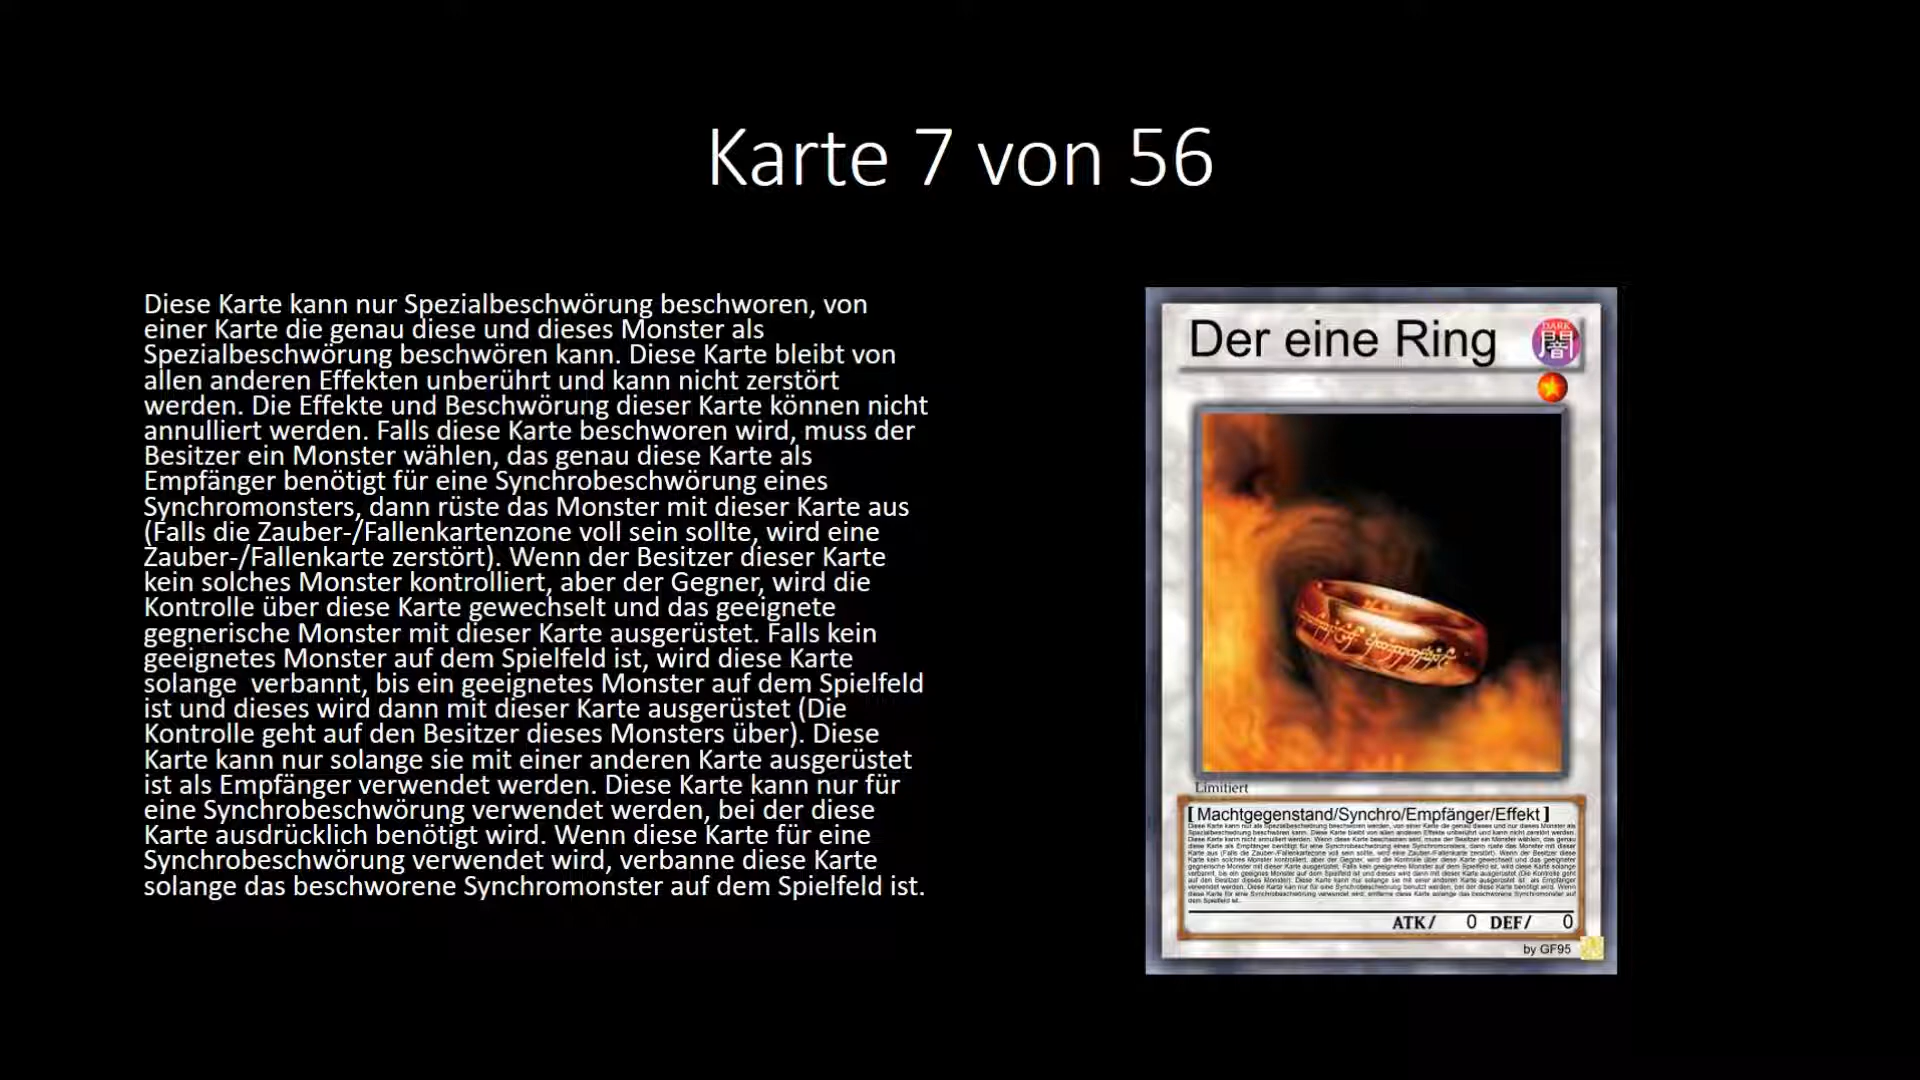 Karte 7 von 56
Diese Karte kann nur Spezialbeschwörung beschworen, von
einer Karte die genau diese und dieses Monster als
Spezialbeschwörung beschwören kann. Diese Karte bleibt von
allen anderen Effekten unberührt und kann nicht zerstört
werden. Die Effekte und Beschwörung dieser Karte können nicht
annulliert werden. Falls diese Karte beschworen wird, muss der
Besitzer ein Monster wählen, das genau diese Karte als
Empfänger benötigt für eine Synchrobeschwörung eines
Synchromonsters, dann rüste das Monster mit dieser Karte aus
(Falls die Zauber-/Fallenkartenzone voll sein sollte, wird eine
Zauber-/Fallenkarte zerstört). Wenn der Besitzer dieser Karte
kein solches Monster kontrolliert, aber der Gegner, wird die
Kontrolle über diese Karte gewechselt und das geeignete
gegnerische Monster mit dieser Karte ausgerüstet. Falls kein
geeignetes Monster auf dem Spielfeld ist, wird diese Karte
solange  verbannt, bis ein geeignetes Monster auf dem Spielfeld
ist und dieses wird dann mit dieser Karte ausgerüstet (Die
Kontrolle geht auf den Besitzer dieses Monsters über). Diese
Karte kann nur solange sie mit einer anderen Karte ausgerüstet
ist als Empfänger verwendet werden. Diese Karte kann nur für
eine Synchrobeschwörung verwendet werden, bei der diese
Karte ausdrücklich benötigt wird. Wenn diese Karte für eine
Synchrobeschwörung verwendet wird, verbanne diese Karte
solange das beschworene Synchromonster auf dem Spielfeld ist.
Der eine Ring
DARK
闇
Limitiert
[ Machtgegenstand/Synchro/Empfänger/Effekt ]
ATK/ 0 DEF/ 0
by GF95